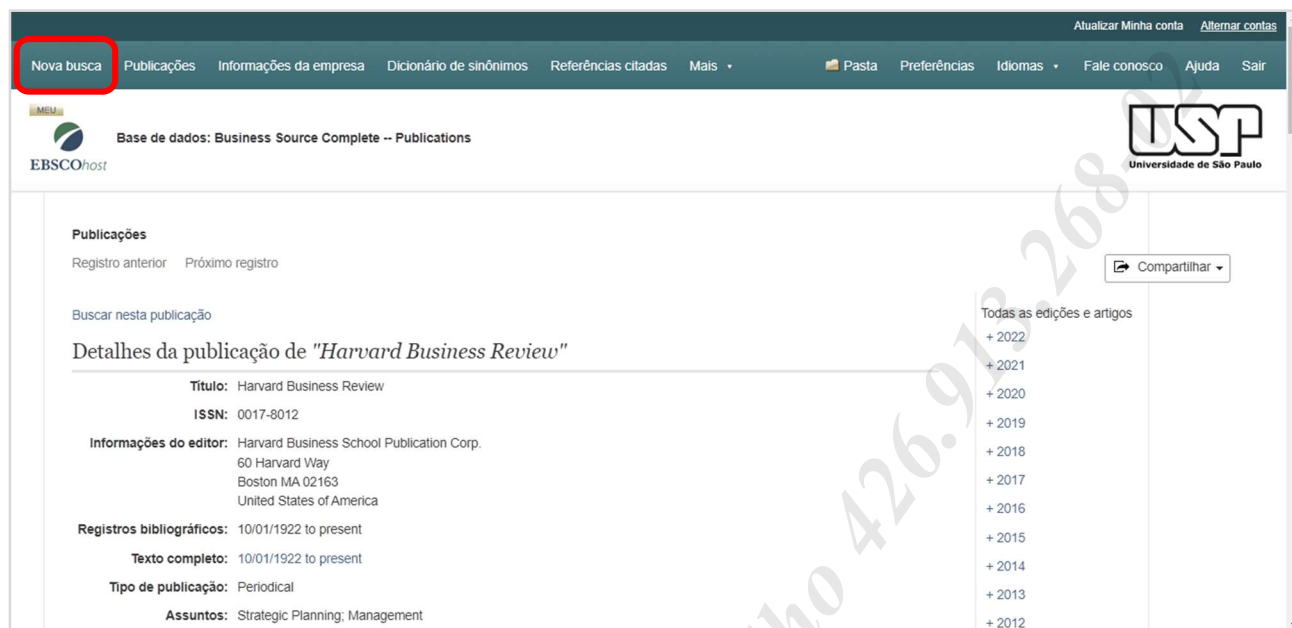 Atualizar Minha conta Alternar contas
Nova busca Publicações Informações da empresa Dicionário de sinônimos Referências citadas Mais Pasta Preferências Idiomas Fale conosco Ajuda Sair
MEU
Base de dados: Business Source Complete -- Publications
EBSCOhost
USP
Universidade de São Paulo
Publicações
Registro anterior Próximo registro
Compartilhar
Buscar nesta publicação
Detalhes da publicação de "Harvard Business Review"
Título: Harvard Business Review
ISSN: 0017-8012
Informações do editor: Harvard Business School Publication Corp.
60 Harvard Way
Boston MA 02163
United States of America
Registros bibliográficos: 10/01/1922 to present
Texto completo: 10/01/1922 to present
Tipo de publicação: Periodical
Assuntos: Strategic Planning; Management
Todas as edições e artigos
+ 2022
+ 2021
+ 2020
+ 2019
+ 2018
+ 2017
+ 2016
+ 2015
+ 2014
+ 2013
+ 2012
426.913.268-02